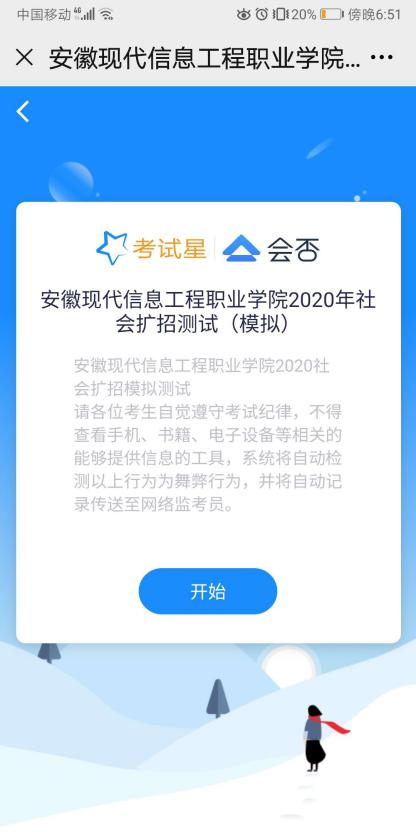 中国移动 4G 20% 傍晚6:51
安徽现代信息工程职业学院...
考试星 会否
安徽现代信息工程职业学院2020年社
会扩招测试（模拟）
安徽现代信息工程职业学院2020社
会扩招模拟测试
请各位考生自觉遵守考试纪律，不得
查看手机、书籍、电子设备等相关的
能够提供信息的工具，系统将自动检
测以上行为为舞弊行为，并将自动记
录传送至网络监考员。
开始